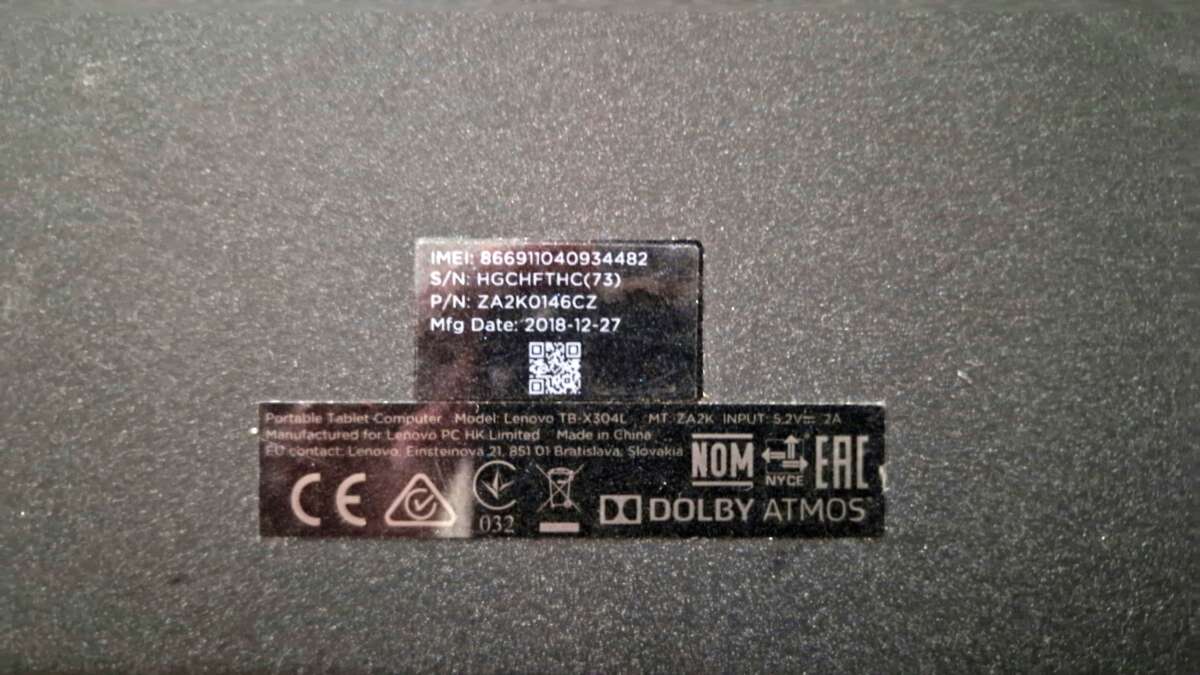 IMEI: 866911040934482
S/N: HGCHFTHC(73)
P/N: ZA2K0146CZ
Mfg Date: 2018-12-27
Portable Tablet Computer Model: Lenovo TB-X304L MT: ZA2K INPUT: 5.2V⎓ 2A
Manufactured for Lenovo PC HK Limited Made in China
EU contact: Lenovo, Einsteinova 21, 851 01 Bratislava, Slovakia
NOM NYCE EAC
CE 032 DOLBY ATMOS